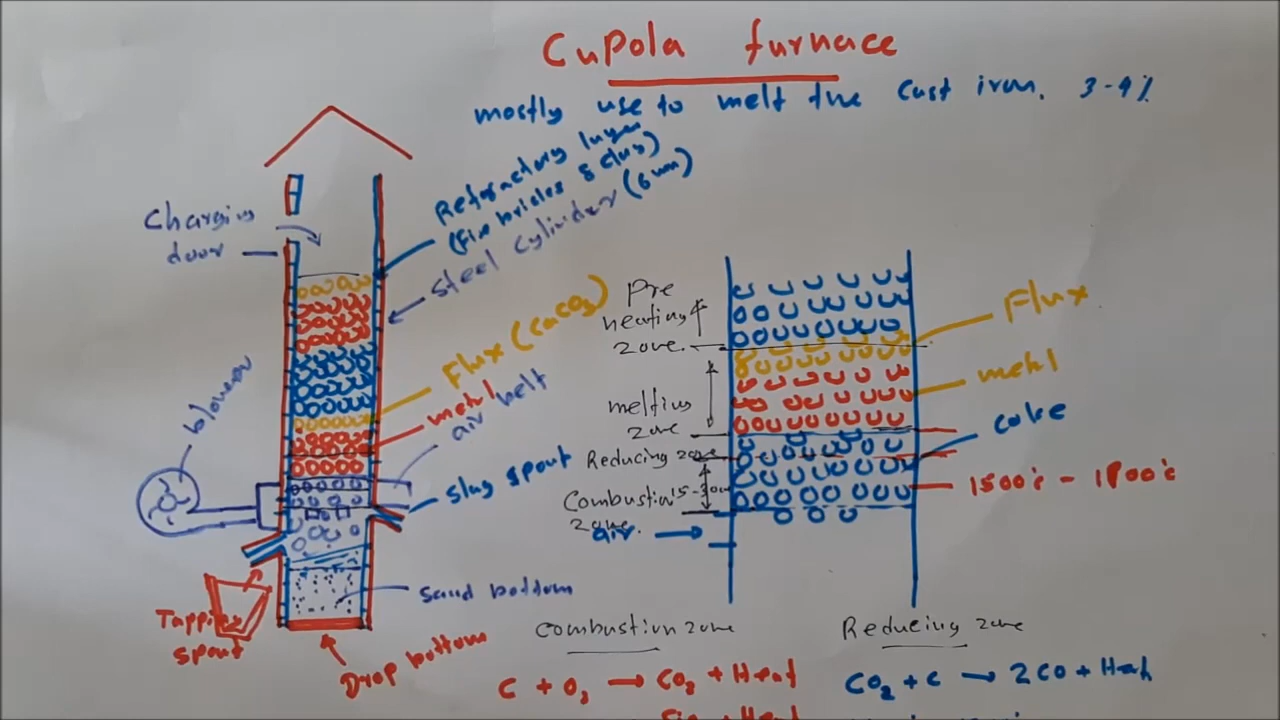 Cupola furnace
mostly use to melt the cast iron. 3-4%
Refractory layer
(Fire bricks & clay)
Steel cylinder (6mm)
Charging
door
Flux (CaCO3)
metal
air belt
blower
Slag spout
Tapping
spout
Sand bottom
Drop bottom
Pre
heating
zone.
melting
zone
Reducing zone
Combustion
zone
air.
Flux
metal
coke
1500°c - 1800°c
Combustion zone
C + O2 → CO2 + Heat
Reducing zone
CO2 + C → 2CO + Heat